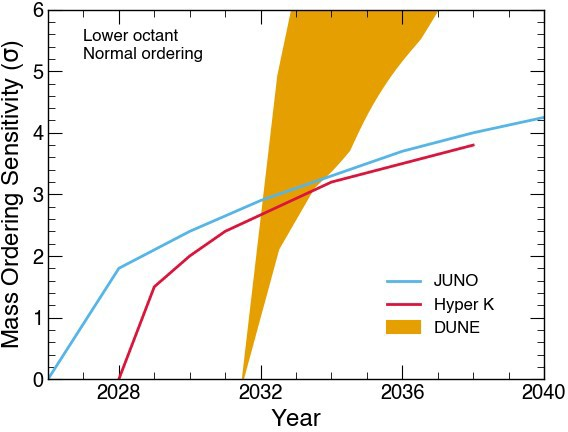 6
5
4
3
2
1
0
Mass Ordering Sensitivity (σ)
Lower octant
Normal ordering
JUNO
Hyper K
DUNE
2028 2032 2036 2040
Year